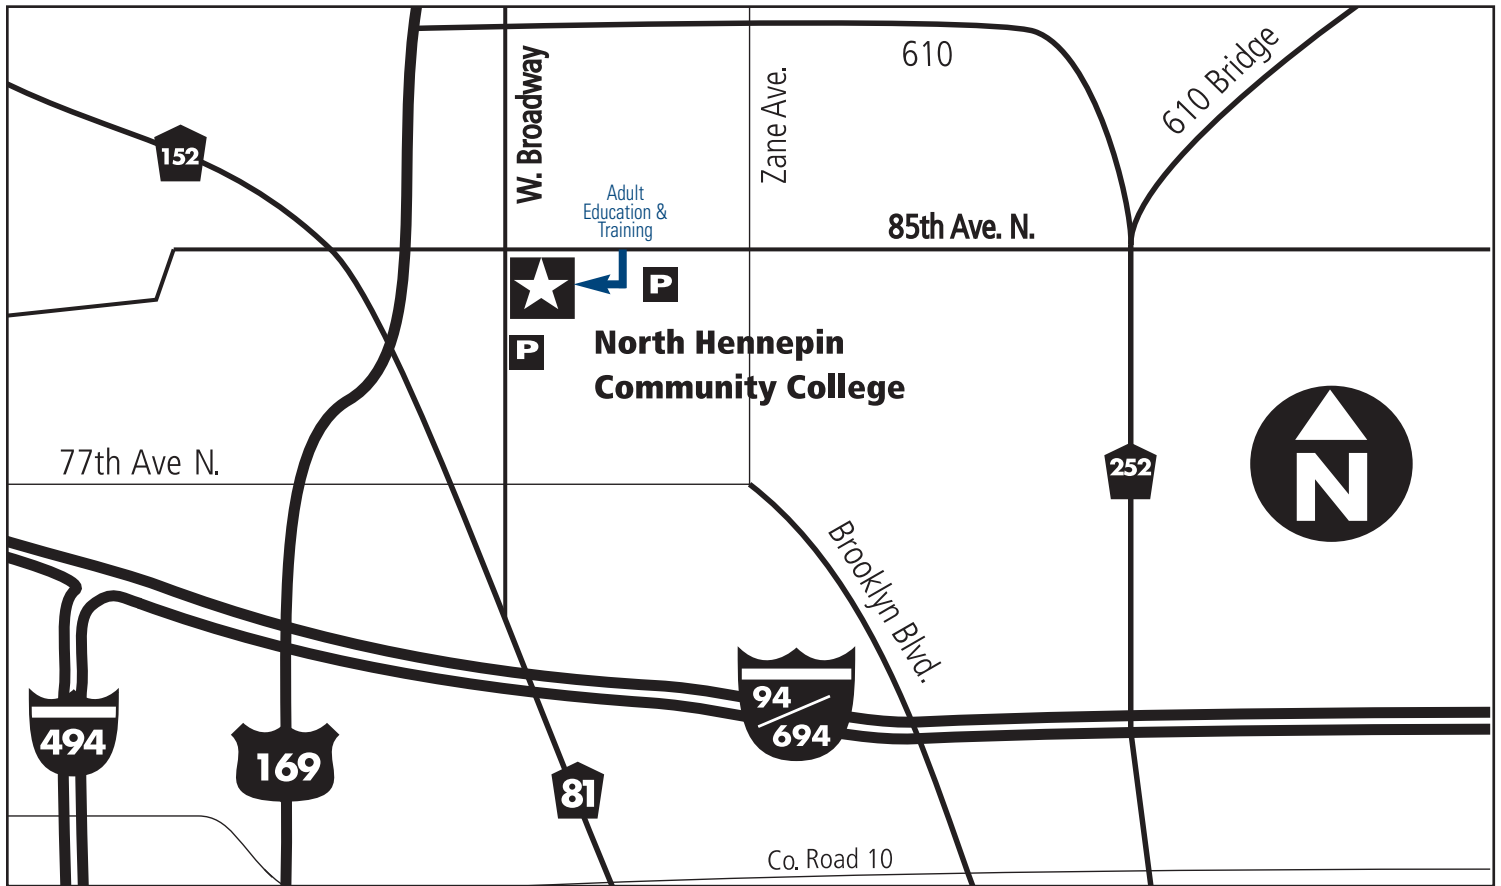 610
610 Bridge
W. Broadway
Zane Ave.
152
Adult
Education &
Training
85th Ave. N.
P
P
North Hennepin
Community College
77th Ave N.
252
N
Brooklyn Blvd.
94
694
494
169
81
Co. Road 10